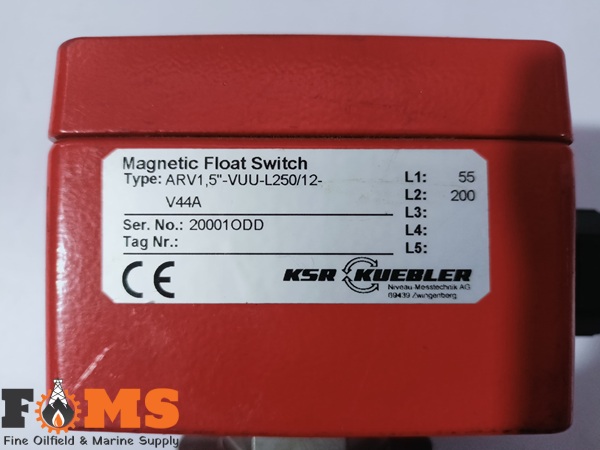 Magnetic Float Switch
Type: ARV1,5"-VUU-L250/12-
V44A
Ser. No.: 20001ODD
Tag Nr.:
L1: 55
L2: 200
L3:
L4:
L5:
CE
KSR KUEBLER
Niveau-Messtechnik AG
69439 Zwingenberg
FOMS
Fine Oilfield & Marine Supply